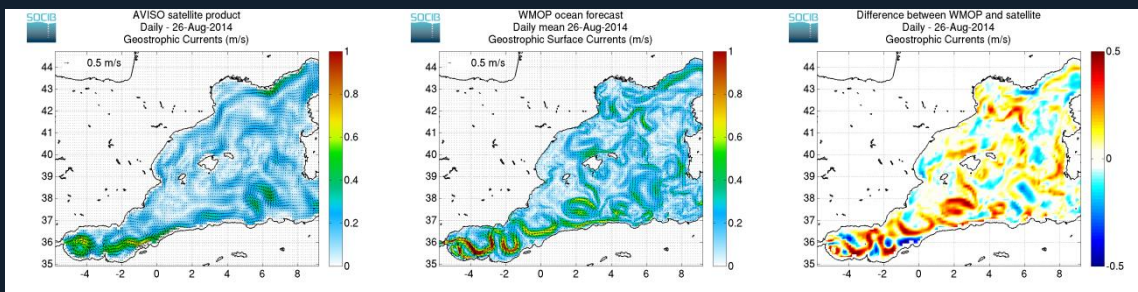 SOCIB
AVISO satellite product
Daily - 26-Aug-2014
Geostrophic Currents (m/s)
0.5 m/s
44
43
42
41
40
39
38
37
36
35
-4 -2 0 2 4 6 8
1
0.8
0.6
0.4
0.2
0
SOCIB
WMOP ocean forecast
Daily mean 26-Aug-2014
Geostrophic Surface Currents (m/s)
0.5 m/s
44
43
42
41
40
39
38
37
36
35
-4 -2 0 2 4 6 8
1
0.8
0.6
0.4
0.2
0
SOCIB
Difference between WMOP and satellite
Daily - 26-Aug-2014
Geostrophic Currents (m/s)
44
43
42
41
40
39
38
37
36
35
-4 -2 0 2 4 6 8
0.5
0
-0.5